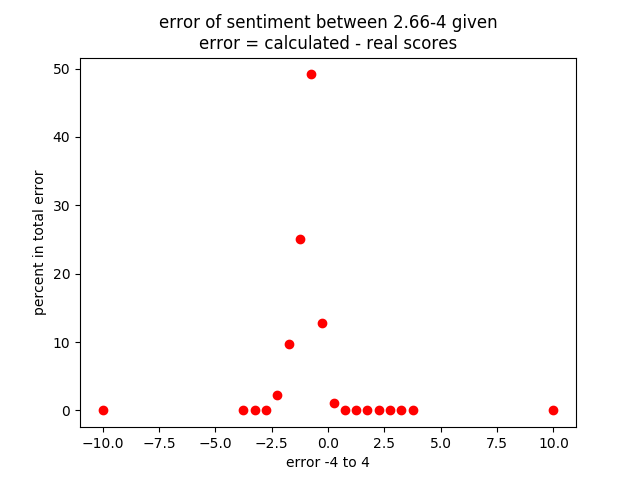 error of sentiment between 2.66-4 given
error = calculated - real scores
50
40
30
20
10
0
percent in total error
−10.0 −7.5 −5.0 −2.5 0.0 2.5 5.0 7.5 10.0
error -4 to 4